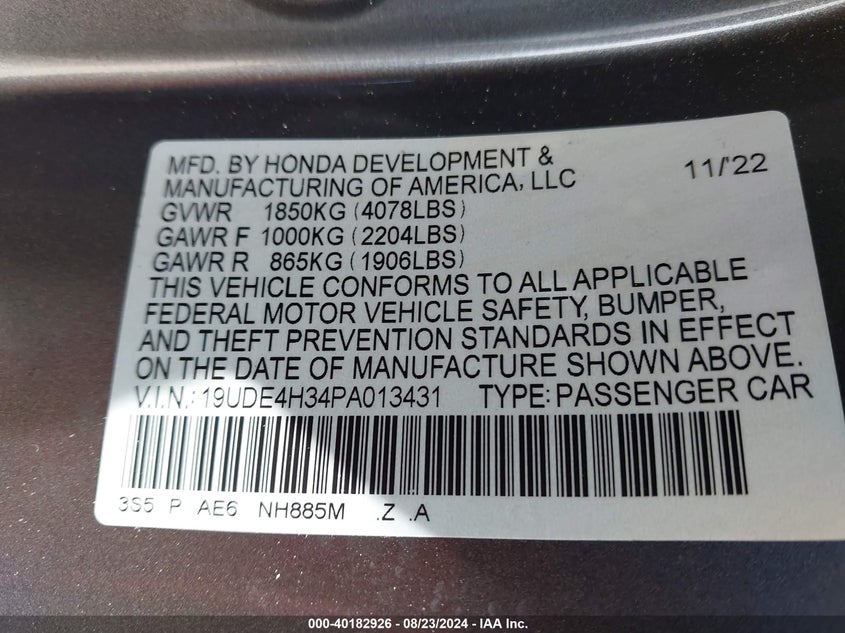 MFD. BY HONDA DEVELOPMENT & 11/'22
MANUFACTURING OF AMERICA, LLC
GVWR 1850KG (4078LBS)
GAWR F 1000KG (2204LBS)
GAWR R 865KG (1906LBS)
THIS VEHICLE CONFORMS TO ALL APPLICABLE
FEDERAL MOTOR VEHICLE SAFETY, BUMPER,
AND THEFT PREVENTION STANDARDS IN EFFECT
ON THE DATE OF MANUFACTURE SHOWN ABOVE.
V.I.N.: 19UDE4H34PA013431 TYPE: PASSENGER CAR
3S5 P AE6 NH885M .Z .A
000-40182926 - 08/23/2024 - IAA Inc.